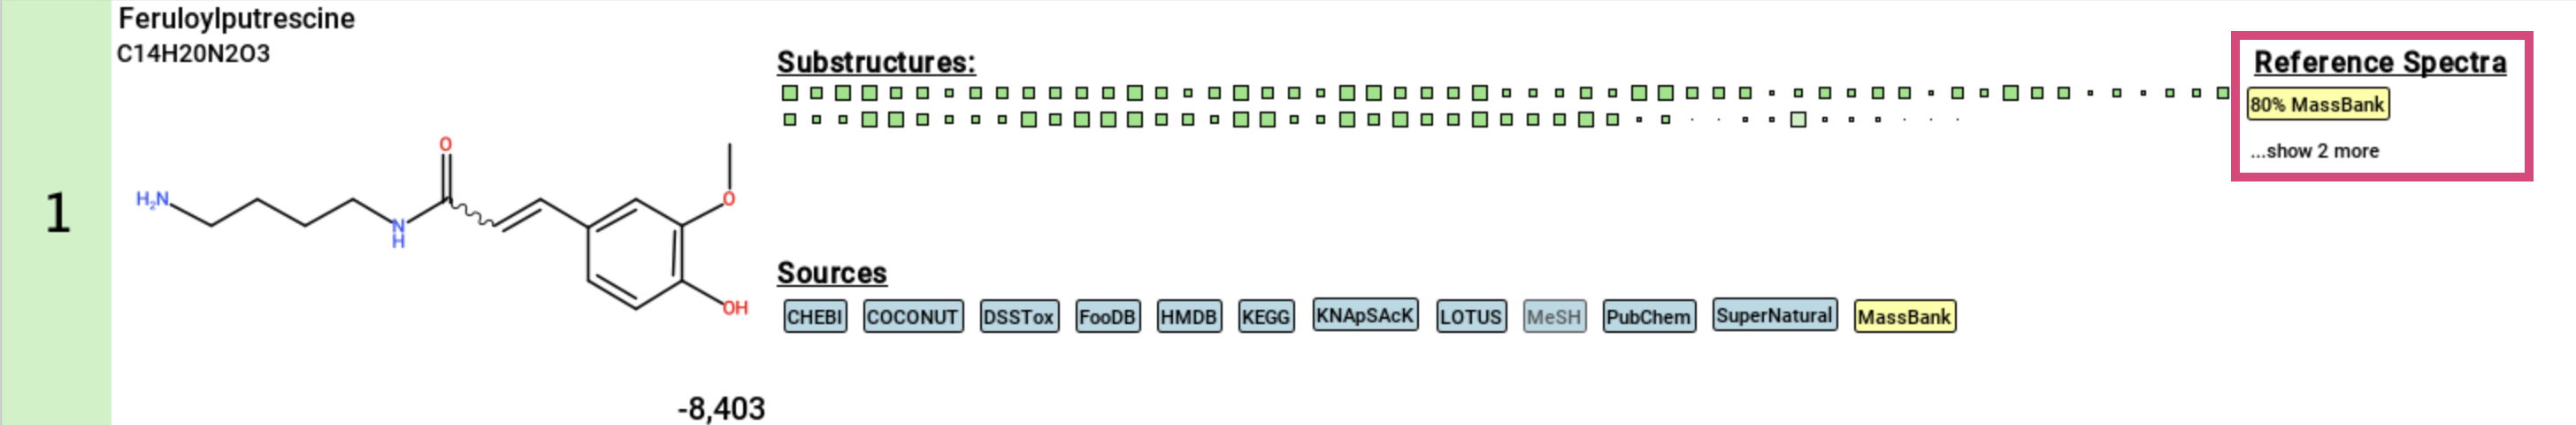 Feruloylputrescine
C14H20N2O3
Substructures:
Reference Spectra
80% MassBank
...show 2 more
1
H₂N
O
N
H
O
OH
Sources
CHEBI COCONUT DSSTox FooDB HMDB KEGG KNApSAcK LOTUS MeSH PubChem SuperNatural MassBank
-8,403